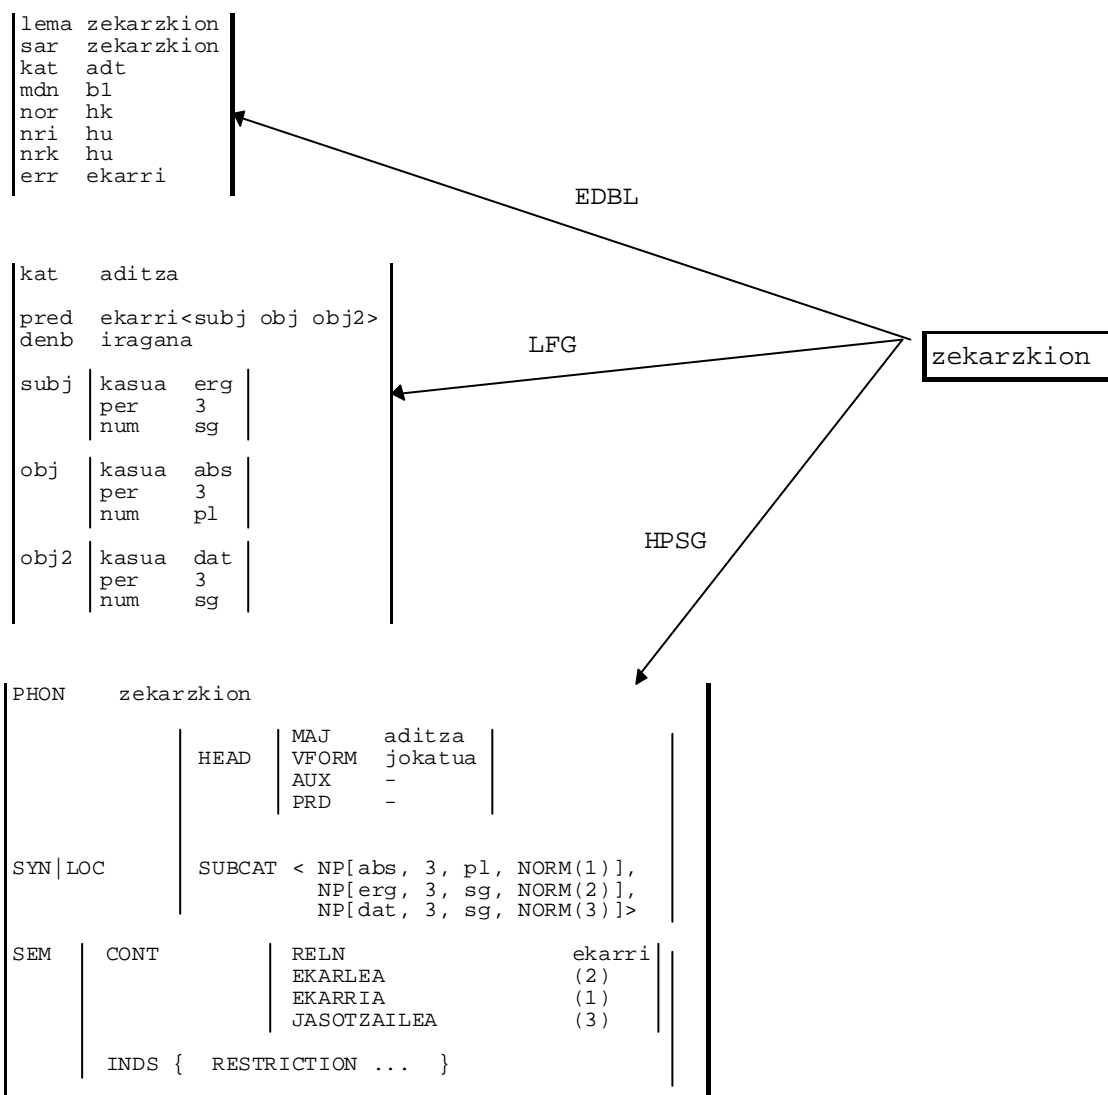 lema zekarzkion
sar zekarzkion
kat adt
mdn b1
nor hk
nri hu
nrk hu
err ekarri
EDBL
kat aditza
pred ekarri<subj obj obj2>
denb iragana
subj kasua erg
per 3
num sg
obj kasua abs
per 3
num pl
obj2 kasua dat
per 3
num sg
LFG
zekarzkion
HPSG
PHON zekarzkion
MAJ aditza
HEAD VFORM jokatua
AUX -
PRD -
SYN|LOC SUBCAT < NP[abs, 3, pl, NORM(1)],
NP[erg, 3, sg, NORM(2)],
NP[dat, 3, sg, NORM(3)]>
SEM CONT RELN ekarri
EKARLEA (2)
EKARRIA (1)
JASOTZAILEA (3)
INDS { RESTRICTION ... }